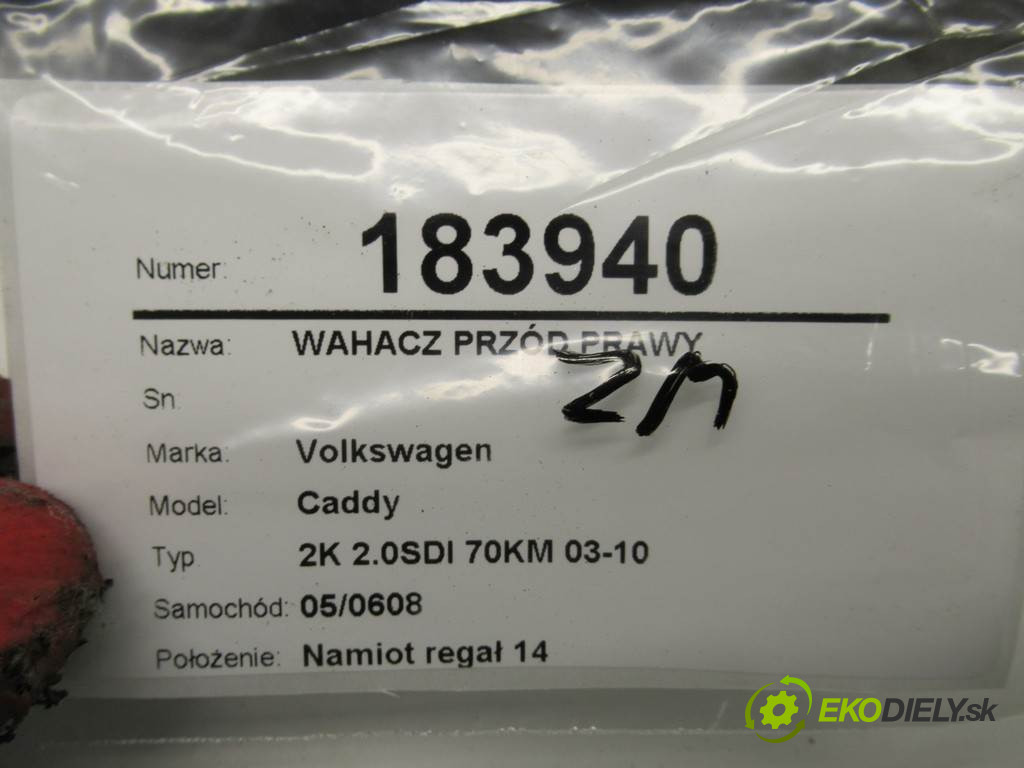 Numer: 183940
Nazwa: WAHACZ PRZÓD PRAWY
Sn
Marka: Volkswagen
Model: Caddy
Typ 2K 2.0SDI 70KM 03-10
Samochód: 05/0608
Położenie: Namiot regał 14
EKODIELY.sk